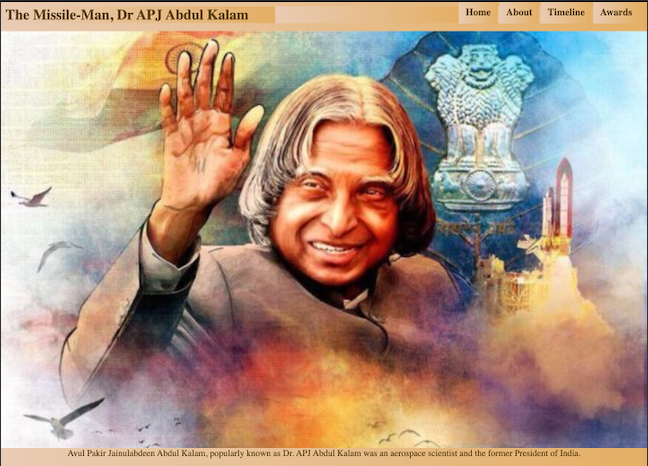 The Missile-Man, Dr APJ Abdul Kalam
Home About Timeline Awards
Avul Pakir Jainulabdeen Abdul Kalam, popularly known as Dr. APJ Abdul Kalam was an aerospace scientist and the former President of India.